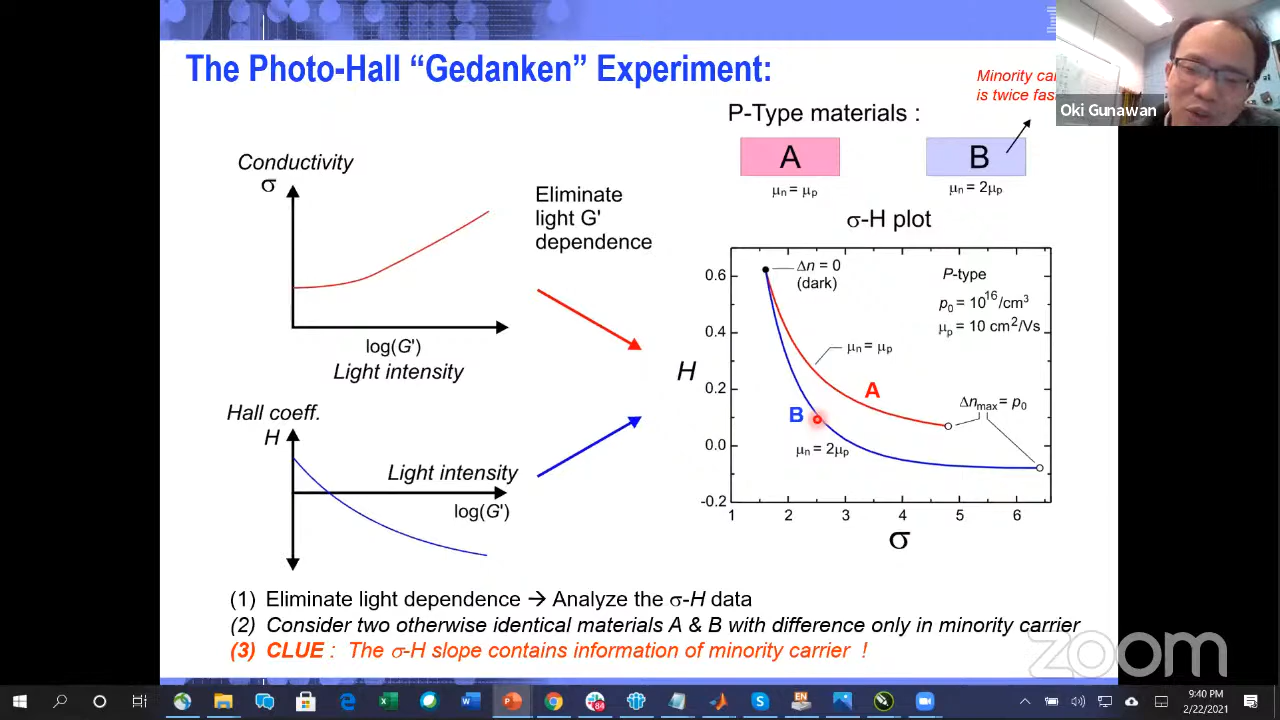 The Photo-Hall “Gedanken” Experiment:
Minority
is twice
Oki Gunawan
P-Type materials :
A
B
μn = μp
μn = 2μp
Conductivity
σ
log(G')
Light intensity
Eliminate
light G'
dependence
Hall coeff.
H
Light intensity
log(G')
σ-H plot
Δn = 0
(dark)
P-type
p0 = 10^16/cm^3
μp = 10 cm^2/Vs
μn = μp
A
Δnmax = p0
B
μn = 2μp
H
0.6
0.4
0.2
0.0
-0.2
1 2 3 4 5 6
σ
(1) Eliminate light dependence → Analyze the σ-H data
(2) Consider two otherwise identical materials A & B with difference only in minority carrier
(3) CLUE : The σ-H slope contains information of minority carrier !
zoom
9:40 PM
2/22/2021